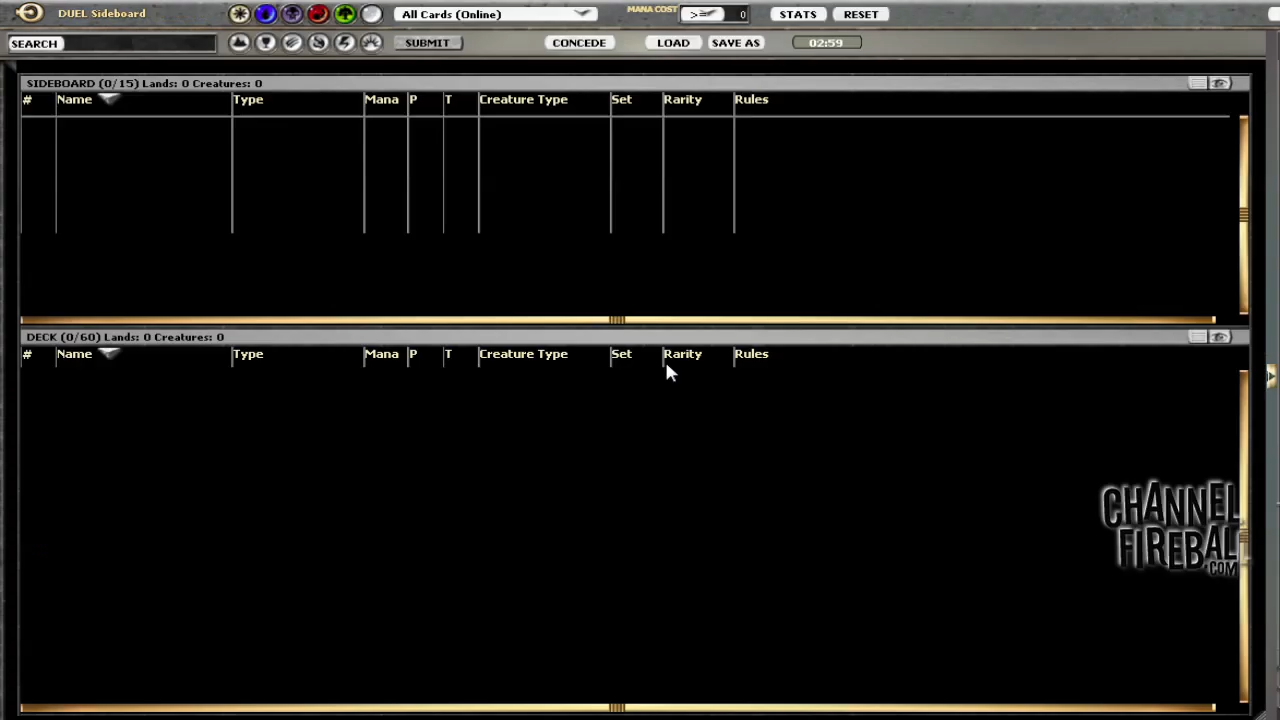 DUEL Sideboard All Cards (Online) MANA COST >= 0 STATS RESET
SEARCH SUBMIT CONCEDE LOAD SAVE AS 02:59
SIDEBOARD (0/15) Lands: 0 Creatures: 0
# Name Type Mana P T Creature Type Set Rarity Rules
DECK (0/60) Lands: 0 Creatures: 0
# Name Type Mana P T Creature Type Set Rarity Rules
CHANNEL
FIREBAL
.COM